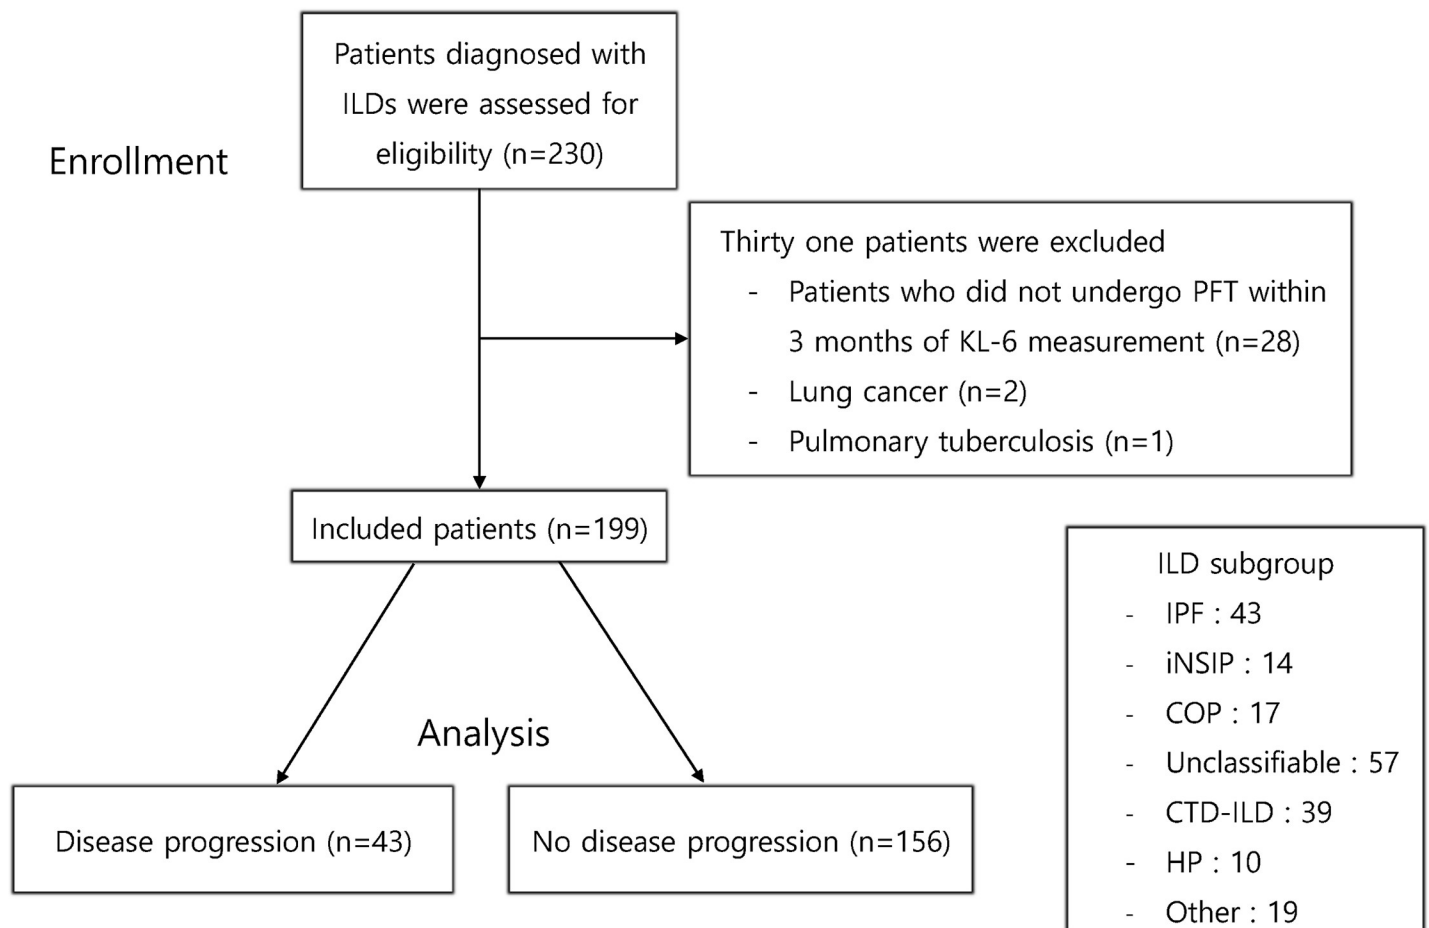 Patients diagnosed with
ILDs were assessed for
eligibility (n=230)
Enrollment
Thirty one patients were excluded
- Patients who did not undergo PFT within
3 months of KL-6 measurement (n=28)
- Lung cancer (n=2)
- Pulmonary tuberculosis (n=1)
Included patients (n=199)
Analysis
Disease progression (n=43)
No disease progression (n=156)
ILD subgroup
- IPF : 43
- iNSIP : 14
- COP : 17
- Unclassifiable : 57
- CTD-ILD : 39
- HP : 10
- Other : 19